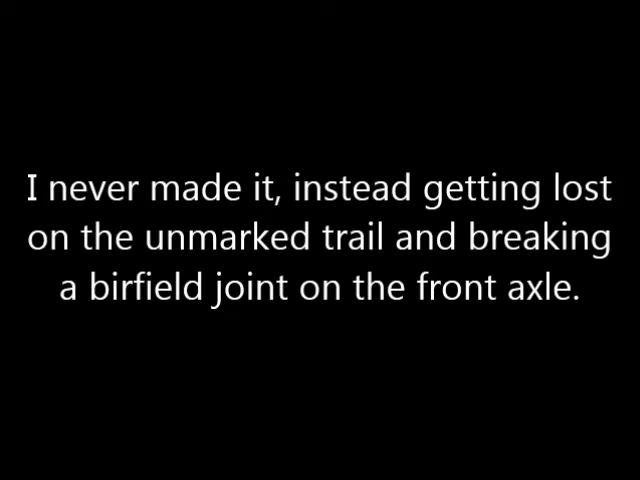 I never made it, instead getting lost
on the unmarked trail and breaking
a birfield joint on the front axle.